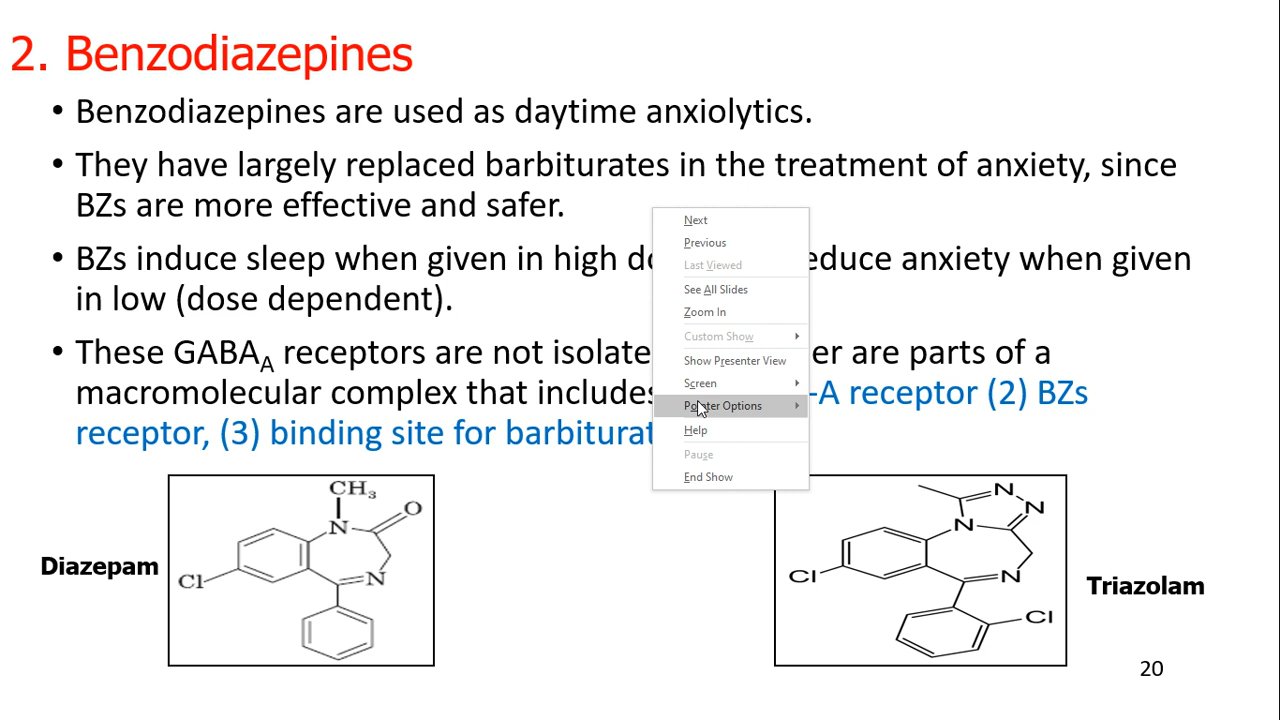 2. Benzodiazepines
• Benzodiazepines are used as daytime anxiolytics.
• They have largely replaced barbiturates in the treatment of anxiety, since
BZs are more effective and safer.
• BZs induce sleep when given in high educe anxiety when given
in low (dose dependent).
• These GABAA receptors are not isolate er are parts of a
macromolecular complex that includes -A receptor (2) BZs
receptor, (3) binding site for barbiturat
Next
Previous
Last Viewed
See All Slides
Zoom In
Custom Show
Show Presenter View
Screen
Pointer Options
Help
Pause
End Show
Diazepam
CH3
N
O
Cl
N
N
N
N
Cl
N
Cl
Triazolam
20